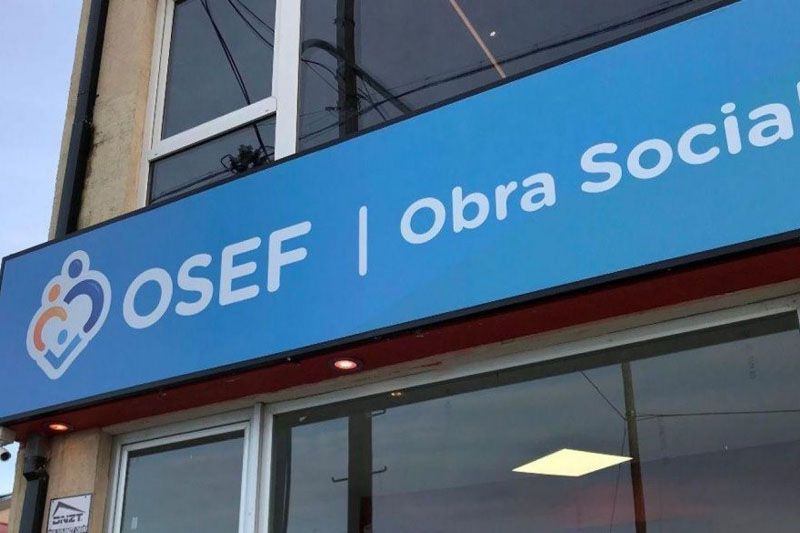 OSEF | Obra Social